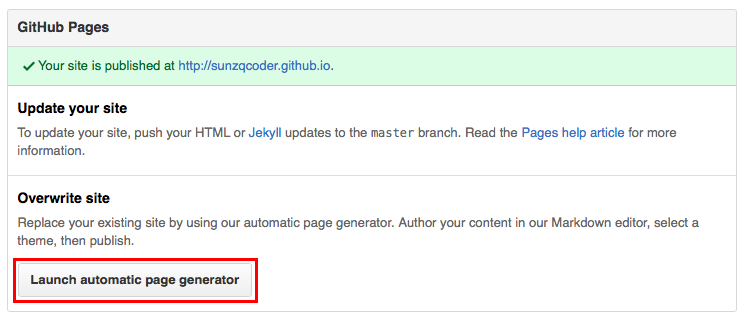 GitHub Pages
Your site is published at http://sunzqcoder.github.io.
Update your site
To update your site, push your HTML or Jekyll updates to the master branch. Read the Pages help article for more
information.
Overwrite site
Replace your existing site by using our automatic page generator. Author your content in our Markdown editor, select a
theme, then publish.
Launch automatic page generator